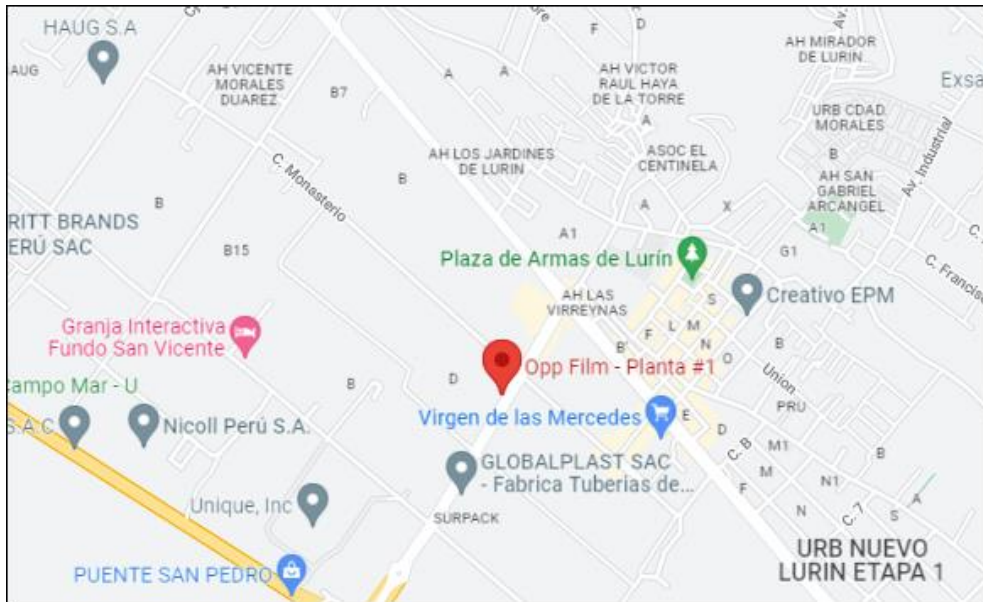 HAUG S.A
AUG
AH VICENTE
MORALES
DUAREZ
B7
A
A
ore
F
D
Av.
AH MIRADOR
DE LURIN
Exsa
AH VICTOR
RAUL HAYA
DE LA TORRE
A
URB CDAD.
MORALES
B
Av. Industrial
AH LOS JARDINES
DE LURIN
ASOC EL
CENTINELA
AH SAN
GABRIEL
ARCANGEL
C. Monasterio
B
B
A
X
A1
C.
RITT BRANDS
ERÚ SAC
B15
A1
G1
Plaza de Armas de Lurín
C. Francisc
AH LAS
VIRREYNAS
S
Creativo EPM
L
M
F
N
B'
O
B
Granja Interactiva
Fundo San Vicente
Opp Film - Planta #1
Union
D
B
Campo Mar - U
PRU
S.A.C
Nicoll Perú S.A.
Virgen de las Mercedes
E
D
C. B
M1
B
GLOBALPLAST SAC
- Fabrica Tuberias de...
M
F
N1
Unique, Inc
SURPACK
N
C. 7
S
A
URB NUEVO
LURIN ETAPA 1
PUENTE SAN PEDRO